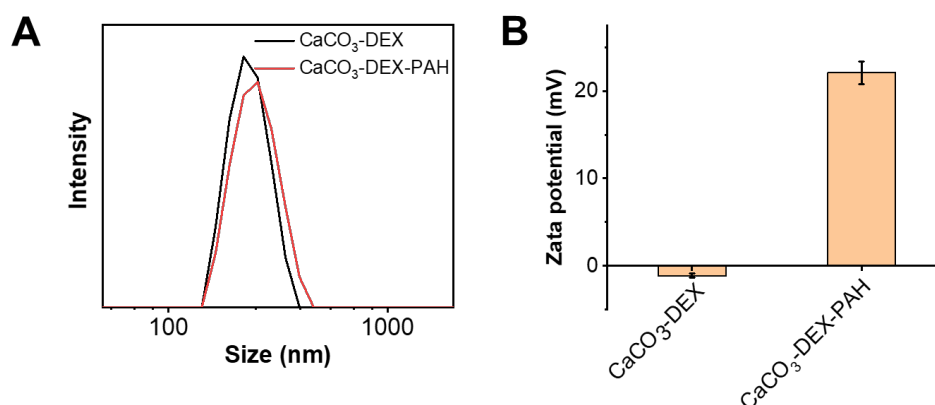 A
CaCO₃-DEX
CaCO₃-DEX-PAH
Intensity
100
1000
Size (nm)
B
Zata potential (mV)
20
10
0
CaCO₃-DEX
CaCO₃-DEX-PAH